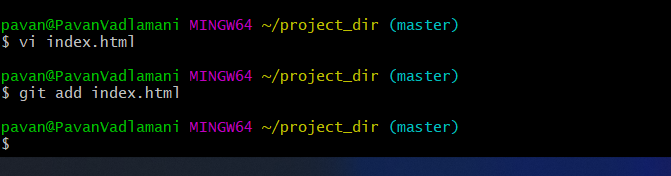 pavan@PavanVadlamani MINGW64 ~/project_dir (master)
$ vi index.html
pavan@PavanVadlamani MINGW64 ~/project_dir (master)
$ git add index.html
pavan@PavanVadlamani MINGW64 ~/project_dir (master)
$